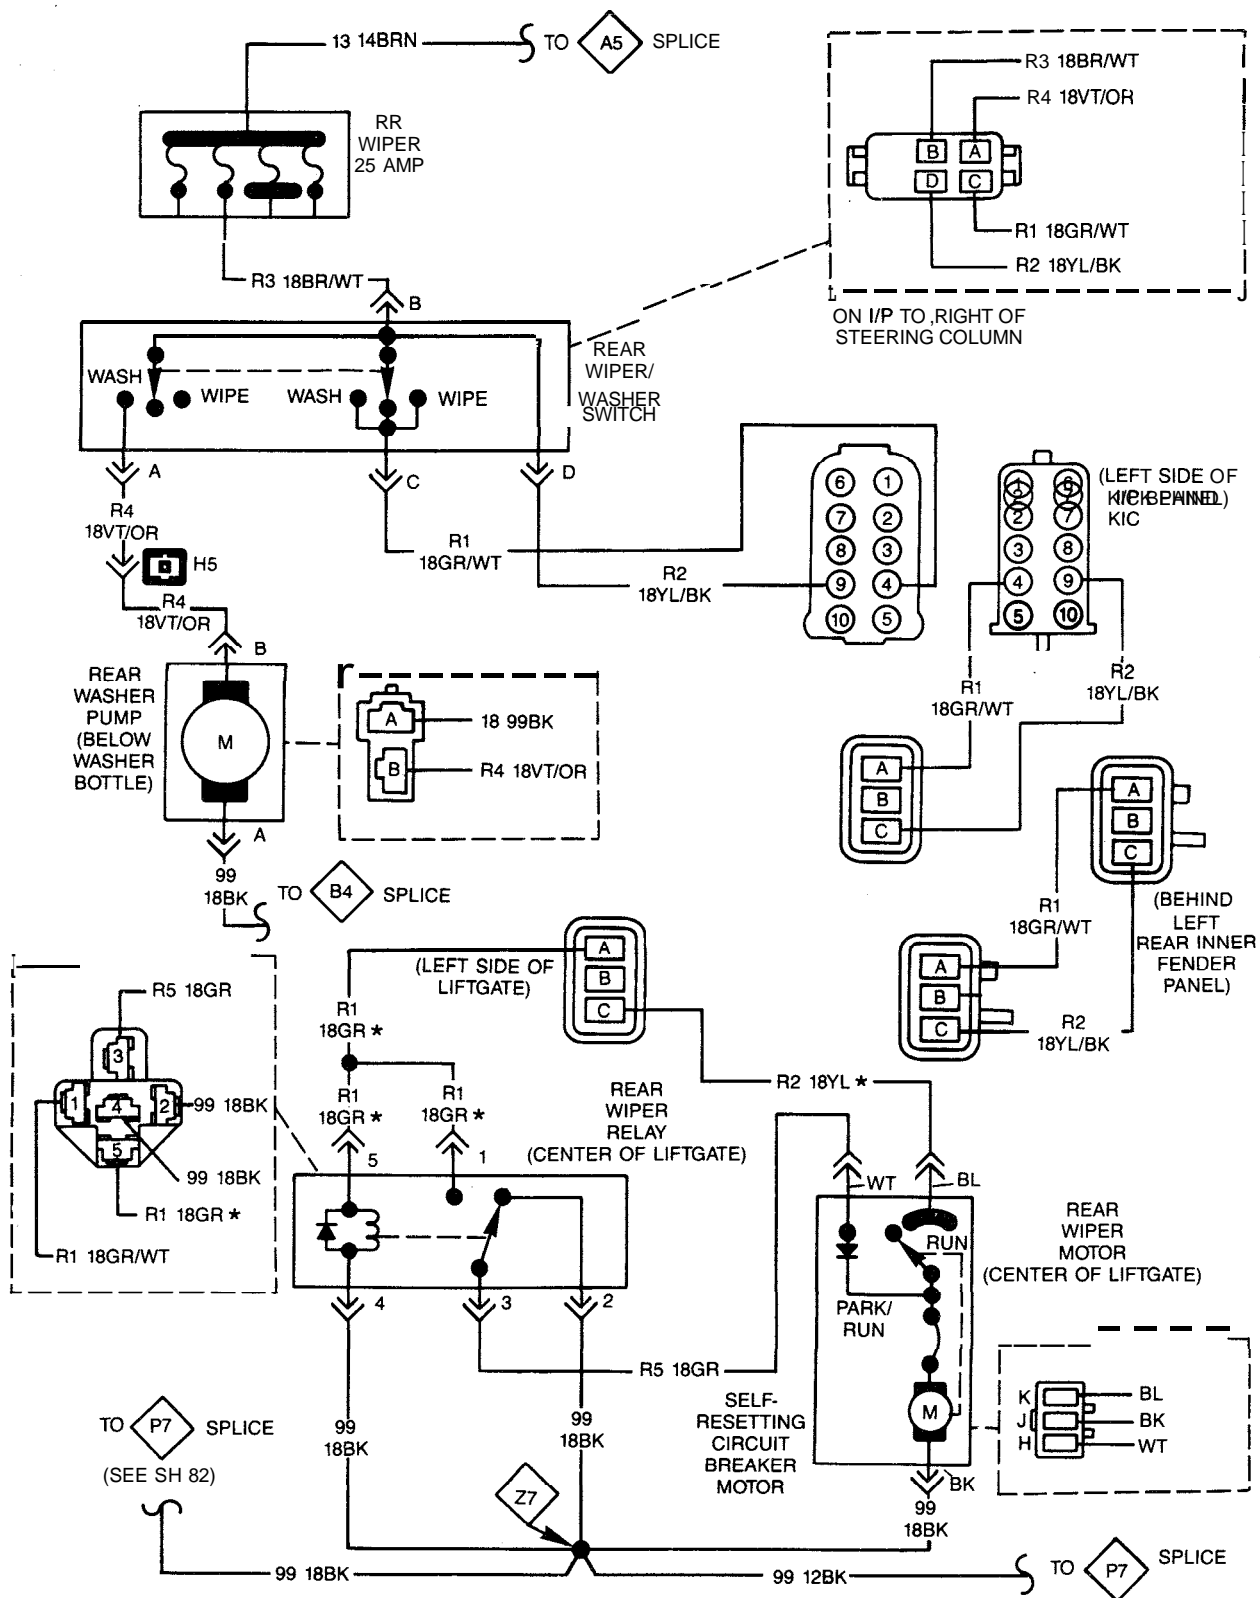 13 14BRN
TO A5 SPLICE
RR
WIPER
25 AMP
R3 18BR/WT
R4 18VT/OR
B A
D C
R1 18GR/WT
R2 18YL/BK
ON I/P TO ,RIGHT OF
STEERING COLUMN
R3 18BR/WT
B
REAR
WIPER/
WASHER
SWITCH
WASH
WIPE
WASH
WIPE
A
C
D
R4
18VT/OR
H5
R4
18VT/OR
B
R1
18GR/WT
R2
18YL/BK
6 1
7 2
8 3
9 4
10 5
1 6
2 7
3 8
4 9
5 10
(LEFT SIDE OF
KIC
REAR
WASHER
PUMP
(BELOW
WASHER
BOTTLE)
M
A
A
18 99BK
B
R4 18VT/OR
99
18BK
TO B4 SPLICE
R1
18GR/WT
R2
18YL/BK
A
B
C
A
B
C
R1
18GR/WT
(BEHIND
LEFT
REAR INNER
FENDER
PANEL)
A
B
C
R2
18YL/BK
(LEFT SIDE OF
LIFTGATE)
A
B
C
R1
18GR *
R1
18GR *
R1
18GR *
R2 18YL *
R5 18GR
3
1
4
2
5
99 18BK
99 18BK
R1 18GR *
R1 18GR/WT
REAR
WIPER
RELAY
(CENTER OF LIFTGATE)
5
1
4
3
2
WT
BL
RUN
PARK/
RUN
M
BK
REAR
WIPER
MOTOR
(CENTER OF LIFTGATE)
K BL
J BK
H WT
R5 18GR
SELF-
RESETTING
CIRCUIT
BREAKER
MOTOR
TO P7 SPLICE
(SEE SH 82)
99
18BK
99
18BK
99
18BK
Z7
99 18BK
99 12BK
TO P7 SPLICE